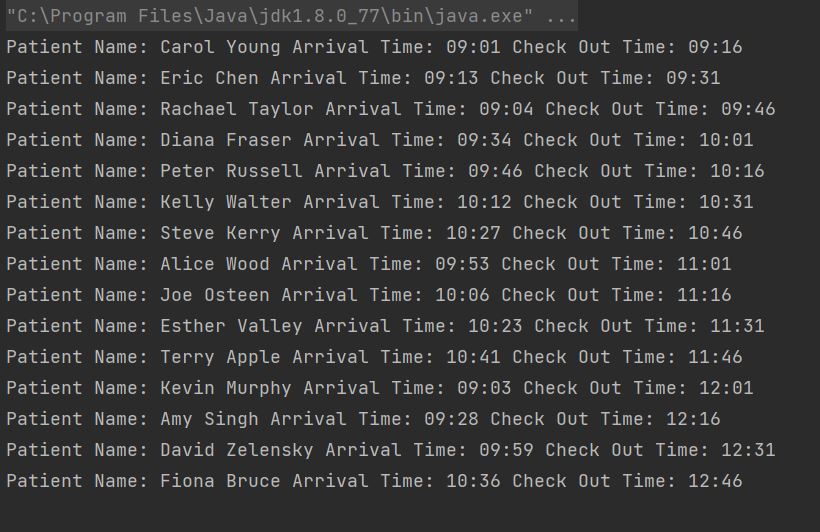 "C:\Program Files\Java\jdk1.8.0_77\bin\java.exe" ...
Patient Name: Carol Young Arrival Time: 09:01 Check Out Time: 09:16
Patient Name: Eric Chen Arrival Time: 09:13 Check Out Time: 09:31
Patient Name: Rachael Taylor Arrival Time: 09:04 Check Out Time: 09:46
Patient Name: Diana Fraser Arrival Time: 09:34 Check Out Time: 10:01
Patient Name: Peter Russell Arrival Time: 09:46 Check Out Time: 10:16
Patient Name: Kelly Walter Arrival Time: 10:12 Check Out Time: 10:31
Patient Name: Steve Kerry Arrival Time: 10:27 Check Out Time: 10:46
Patient Name: Alice Wood Arrival Time: 09:53 Check Out Time: 11:01
Patient Name: Joe Osteen Arrival Time: 10:06 Check Out Time: 11:16
Patient Name: Esther Valley Arrival Time: 10:23 Check Out Time: 11:31
Patient Name: Terry Apple Arrival Time: 10:41 Check Out Time: 11:46
Patient Name: Kevin Murphy Arrival Time: 09:03 Check Out Time: 12:01
Patient Name: Amy Singh Arrival Time: 09:28 Check Out Time: 12:16
Patient Name: David Zelensky Arrival Time: 09:59 Check Out Time: 12:31
Patient Name: Fiona Bruce Arrival Time: 10:36 Check Out Time: 12:46